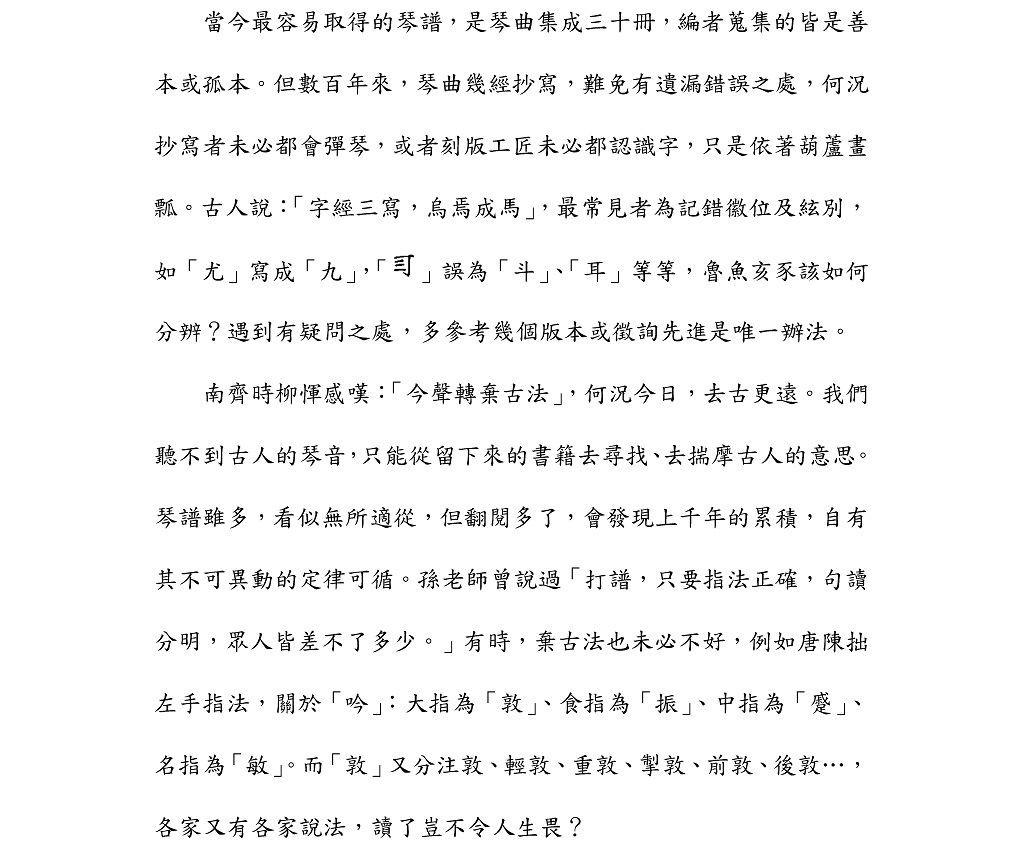 當今最容易取得的琴譜，是琴曲集成三十冊，編者蒐集的皆是善
本或孤本。但數百年來，琴曲幾經抄寫，難免有遺漏錯誤之處，何況
抄寫者未必都會彈琴，或者刻版工匠未必都認識字，只是依著葫蘆畫
瓢。古人說：「字經三寫，烏焉成馬」，最常見者為記錯徽位及絃別，
如「尤」寫成「九」，「」誤為「斗」、「耳」等等，魯魚亥豕該如何
分辨？遇到有疑問之處，多參考幾個版本或徵詢先進是唯一辦法。
南齊時柳惲感嘆：「今聲轉棄古法」，何況今日，去古更遠。我們
聽不到古人的琴音，只能從留下來的書籍去尋找、去揣摩古人的意思。
琴譜雖多，看似無所適從，但翻閱多了，會發現上千年的累積，自有
其不可異動的定律可循。孫老師曾說過「打譜，只要指法正確，句讀
分明，眾人皆差不了多少。」有時，棄古法也未必不好，例如唐陳拙
左手指法，關於「吟」：大指為「敦」、食指為「振」、中指為「蹙」、
名指為「敏」。而「敦」又分注敦、輕敦、重敦、掣敦、前敦、後敦…，
各家又有各家說法，讀了豈不令人生畏？